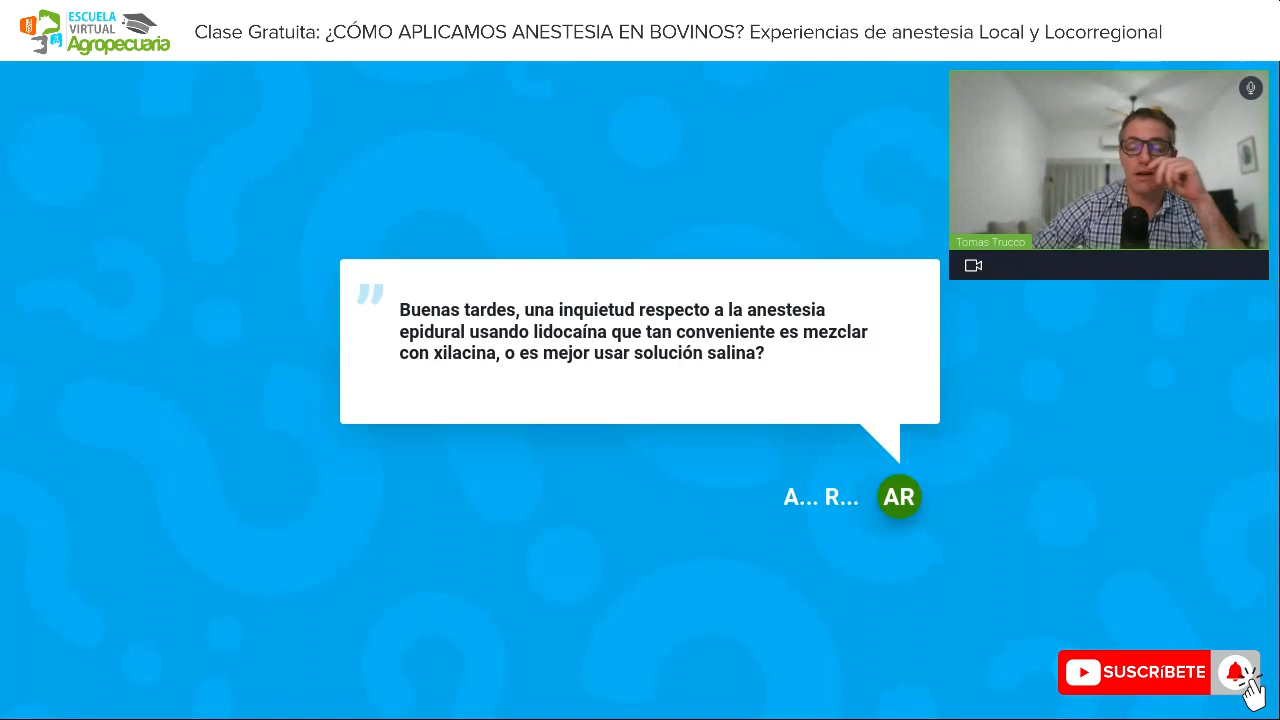 ESCUELA
VIRTUAL
Agropecuaria
Clase Gratuita: ¿CÓMO APLICAMOS ANESTESIA EN BOVINOS? Experiencias de anestesia Local y Locorregional
Tomas Trucco
Buenas tardes, una inquietud respecto a la anestesia
epidural usando lidocaína que tan conveniente es mezclar
con xilacina, o es mejor usar solución salina?
A... R... AR
SUSCRíBETE